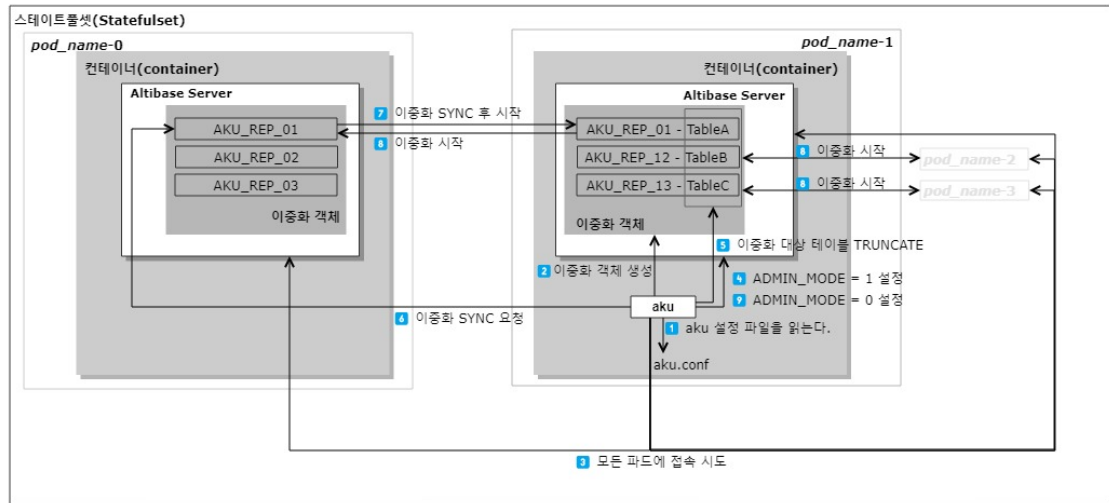 스테이트풀셋(Statefulset)
pod_name-0
컨테이너(container)
Altibase Server
AKU_REP_01
AKU_REP_02
AKU_REP_03
이중화 객체
7 이중화 SYNC 후 시작
8 이중화 시작
pod_name-1
컨테이너(container)
Altibase Server
AKU_REP_01 - TableA
AKU_REP_12 - TableB
AKU_REP_13 - TableC
이중화 객체
8 이중화 시작
pod_name-2
8 이중화 시작
pod_name-3
5 이중화 대상 테이블 TRUNCATE
2 이중화 객체 생성
4 ADMIN_MODE = 1 설정
9 ADMIN_MODE = 0 설정
aku
6 이중화 SYNC 요청
1 aku 설정 파일을 읽는다.
aku.conf
3 모든 파드에 접속 시도